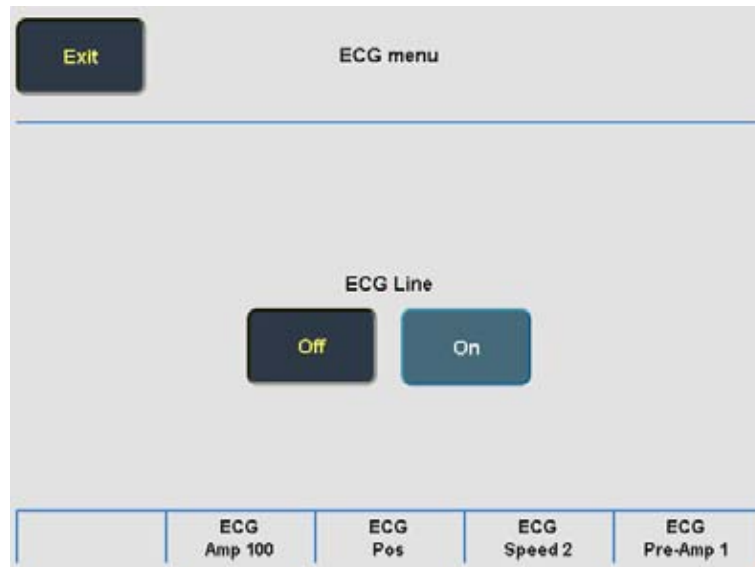 Exit
ECG menu
ECG Line
Off
On
ECG
Amp 100
ECG
Pos
ECG
Speed 2
ECG
Pre-Amp 1